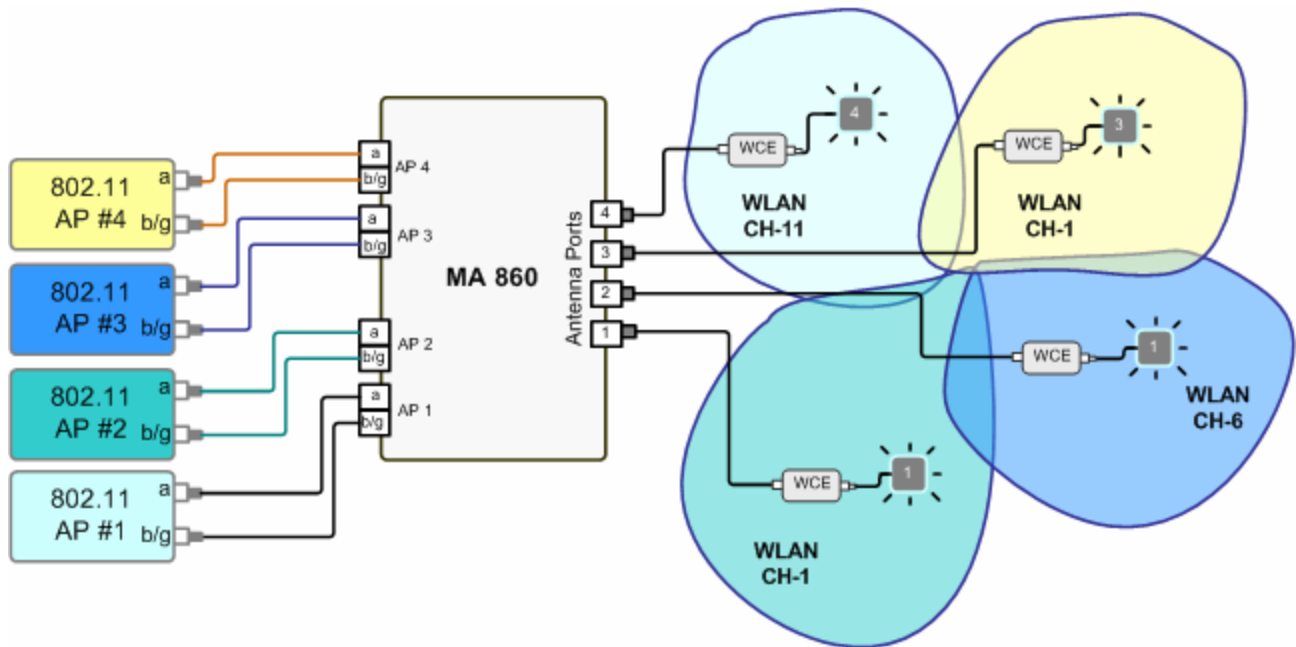 802.11
AP #4
a
b/g
802.11
AP #3
a
b/g
802.11
AP #2
a
b/g
802.11
AP #1
a
b/g
a
b/g
AP 4
a
b/g
AP 3
a
b/g
AP 2
a
b/g
AP 1
MA 860
Antenna Ports
4
3
2
1
WCE
4
WLAN
CH-11
WCE
3
WLAN
CH-1
WCE
1
WLAN
CH-6
WCE
1
WLAN
CH-1